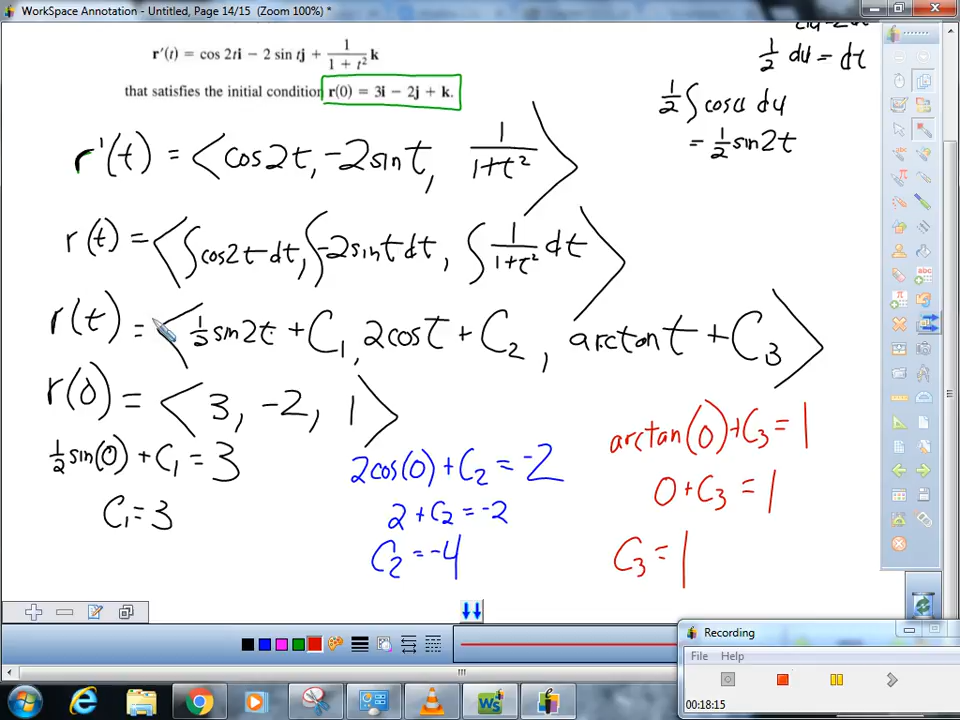 WorkSpace Annotation - Untitled, Page 14/15 (Zoom 100%) *
r′(t) = cos 2ti − 2 sin tj + 1/(1 + t²) k
that satisfies the initial condition r(0) = 3i − 2j + k.
½ du = dt
½ ∫ cos u du
= ½ sin2t
r'(t) = < cos2t, -2sint, 1/(1+t²) >
r(t) = < ∫cos2t dt, ∫-2sint dt, ∫ 1/(1+t²) dt >
r(t) = < ½ sin2t + C₁, 2cost + C₂, arctan t + C₃ >
r(0) = < 3, -2, 1 >
½ sin(0) + C₁ = 3
C₁ = 3
2cos(0) + C₂ = -2
2 + C₂ = -2
C₂ = -4
arctan(0) + C₃ = 1
0 + C₃ = 1
C₃ = 1
abc
Recording
File Help
00:18:15
WS